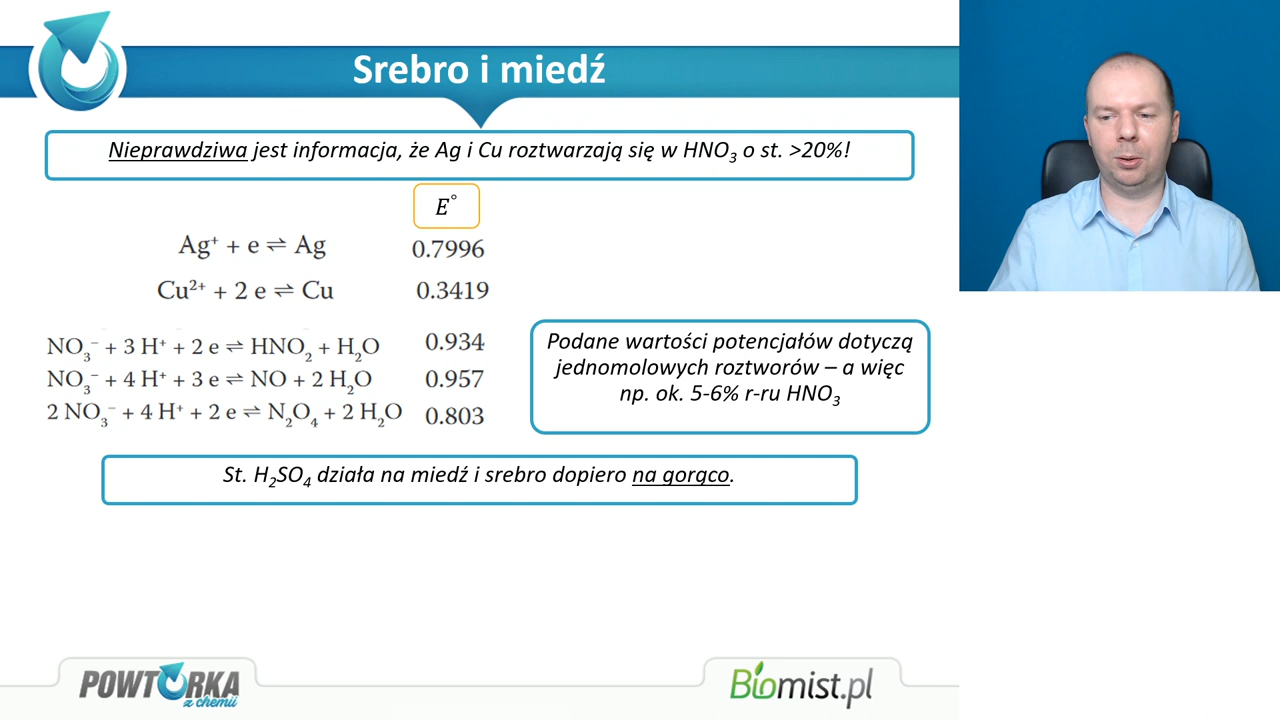 Srebro i miedź
Nieprawdziwa jest informacja, że Ag i Cu roztwarzają się w HNO₃ o st. >20%!
E°
Ag⁺ + e ⇌ Ag 0.7996
Cu²⁺ + 2 e ⇌ Cu 0.3419
NO₃⁻ + 3 H⁺ + 2 e ⇌ HNO₂ + H₂O 0.934
NO₃⁻ + 4 H⁺ + 3 e ⇌ NO + 2 H₂O 0.957
2 NO₃⁻ + 4 H⁺ + 2 e ⇌ N₂O₄ + 2 H₂O 0.803
Podane wartości potencjałów dotyczą
jednomolowych roztworów – a więc
np. ok. 5-6% r-ru HNO₃
St. H₂SO₄ działa na miedź i srebro dopiero na gorąco.
POWTÓRKA
z chemii
Biomist.pl